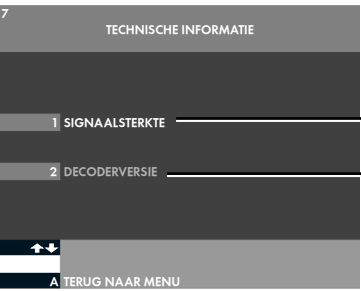 7
TECHNISCHE INFORMATIE
1 SIGNAALSTERKTE
2 DECODERVERSIE
A TERUG NAAR MENU